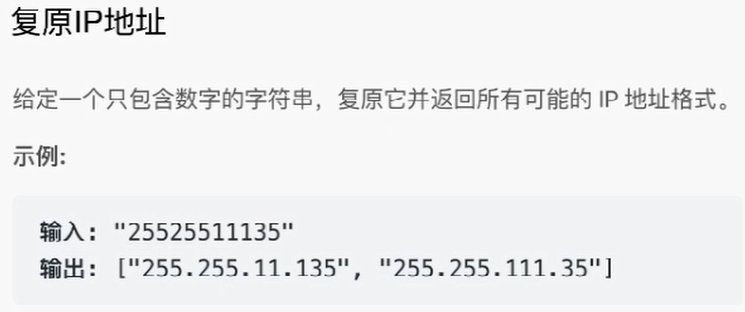 复原IP地址
给定一个只包含数字的字符串，复原它并返回所有可能的 IP 地址格式。
示例:
输入: "25525511135"
输出: ["255.255.11.135", "255.255.111.35"]